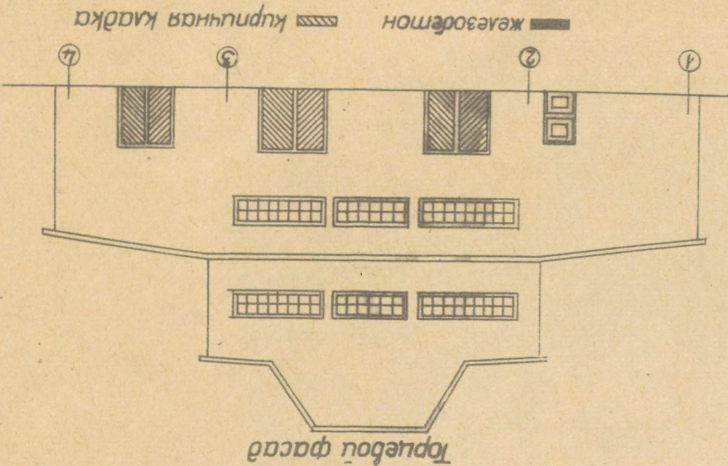 Торцевой фасад
1 2 3 4
железобетон кирпичная кладка